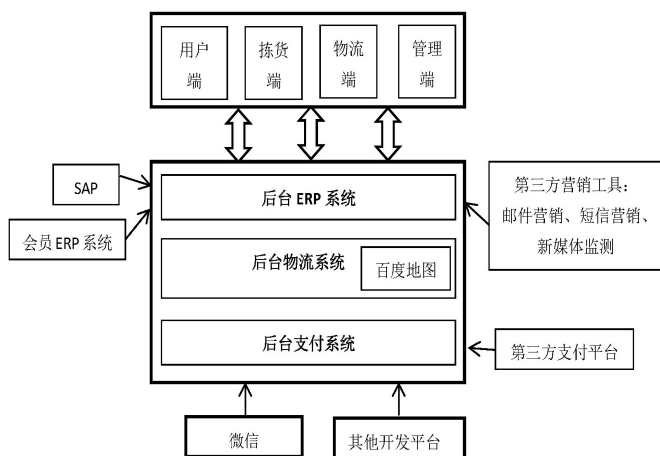 用户端
拣货端
物流端
管理端
SAP
会员 ERP 系统
后台 ERP 系统
后台物流系统
百度地图
后台支付系统
第三方营销工具：
邮件营销、短信营销、
新媒体监测
第三方支付平台
微信
其他开发平台